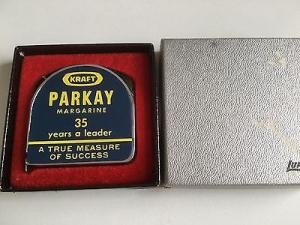 KRAFT
PARKAY
MARGARINE
35
years a leader
A TRUE MEASURE
OF SUCCESS